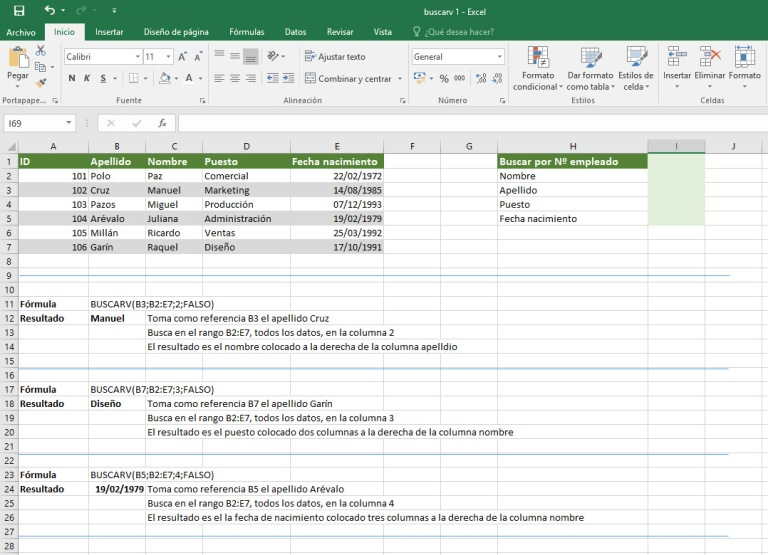 buscarv 1 - Excel
Archivo Inicio Insertar Diseño de página Fórmulas Datos Revisar Vista ¿Qué desea hacer?
Pegar Calibri 11 A A Ajustar texto General Formato condicional Dar formato como tabla Estilos de celda Insertar Eliminar Formato
N K S A Combinar y centrar % 000
Portapape... Fuente Alineación Número Estilos Celdas
I69 fx
A B C D E F G H I J
1 ID Apellido Nombre Puesto Fecha nacimiento Buscar por Nº empleado
2 101 Polo Paz Comercial 22/02/1972 Nombre
3 102 Cruz Manuel Marketing 14/08/1985 Apellido
4 103 Pazos Miguel Producción 07/12/1993 Puesto
5 104 Arévalo Juliana Administración 19/02/1979 Fecha nacimiento
6 105 Millán Ricardo Ventas 25/03/1992
7 106 Garín Raquel Diseño 17/10/1991
8
9
10
11 Fórmula BUSCARV(B3;B2:E7;2;FALSO)
12 Resultado Manuel Toma como referencia B3 el apellido Cruz
13 Busca en el rango B2:E7, todos los datos, en la columna 2
14 El resultado es el nombre colocado a la derecha de la columna apelldio
15
16
17 Fórmula BUSCARV(B7;B2:E7;3;FALSO)
18 Resultado Diseño Toma como referencia B7 el apellido Garín
19 Busca en el rango B2:E7, todos los datos, en la columna 3
20 El resultado es el puesto colocado dos columnas a la derecha de la columna nombre
21
22
23 Fórmula BUSCARV(B5;B2:E7;4;FALSO)
24 Resultado 19/02/1979 Toma como referencia B5 el apellido Arévalo
25 Busca en el rango B2:E7, todos los datos, en la columna 4
26 El resultado es el la fecha de nacimiento colocado tres columnas a la derecha de la columna nombre
27
28